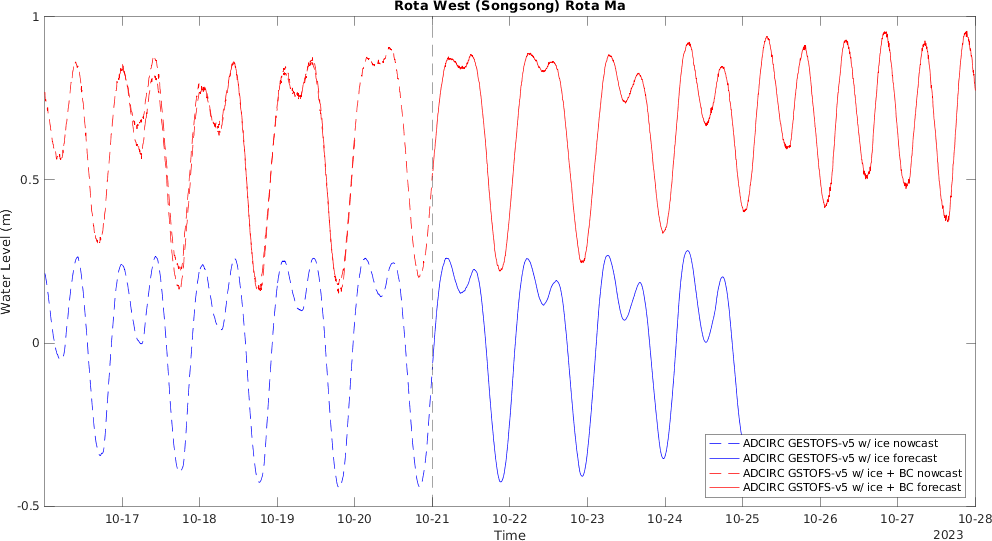 Rota West (Songsong) Rota Ma
Water Level (m)
1
0.5
0
-0.5
10-17 10-18 10-19 10-20 10-21 10-22 10-23 10-24 10-25 10-26 10-27 10-28
Time
2023
ADCIRC GESTOFS-v5 w/ ice nowcast
ADCIRC GESTOFS-v5 w/ ice forecast
ADCIRC GSTOFS-v5 w/ ice + BC nowcast
ADCIRC GSTOFS-v5 w/ ice + BC forecast